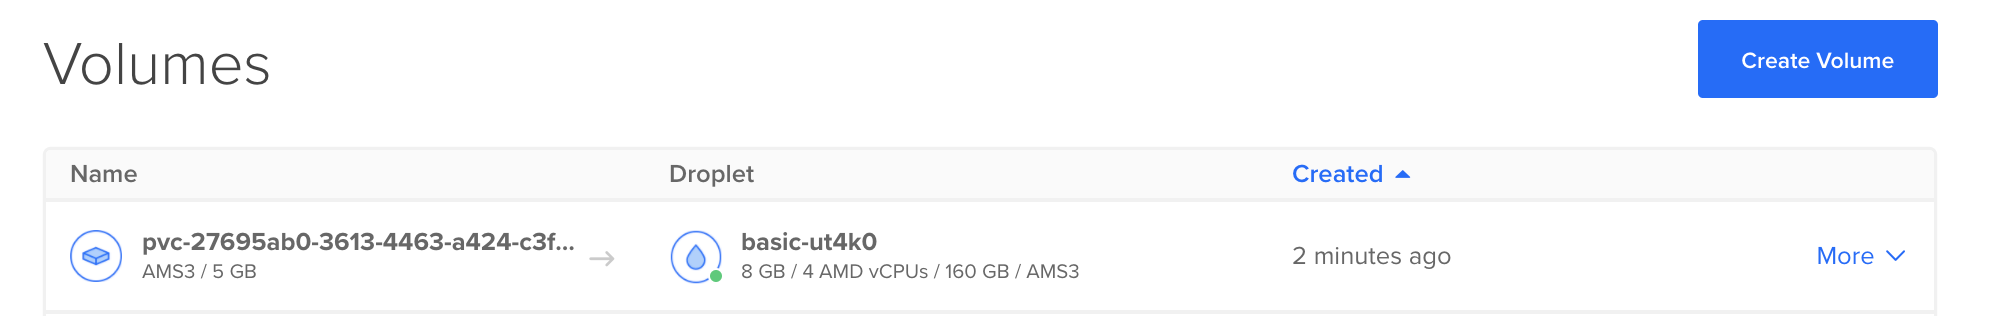 Volumes
Create Volume
Name Droplet Created
pvc-27695ab0-3613-4463-a424-c3f... basic-ut4k0
AMS3 / 5 GB 8 GB / 4 AMD vCPUs / 160 GB / AMS3 2 minutes ago More